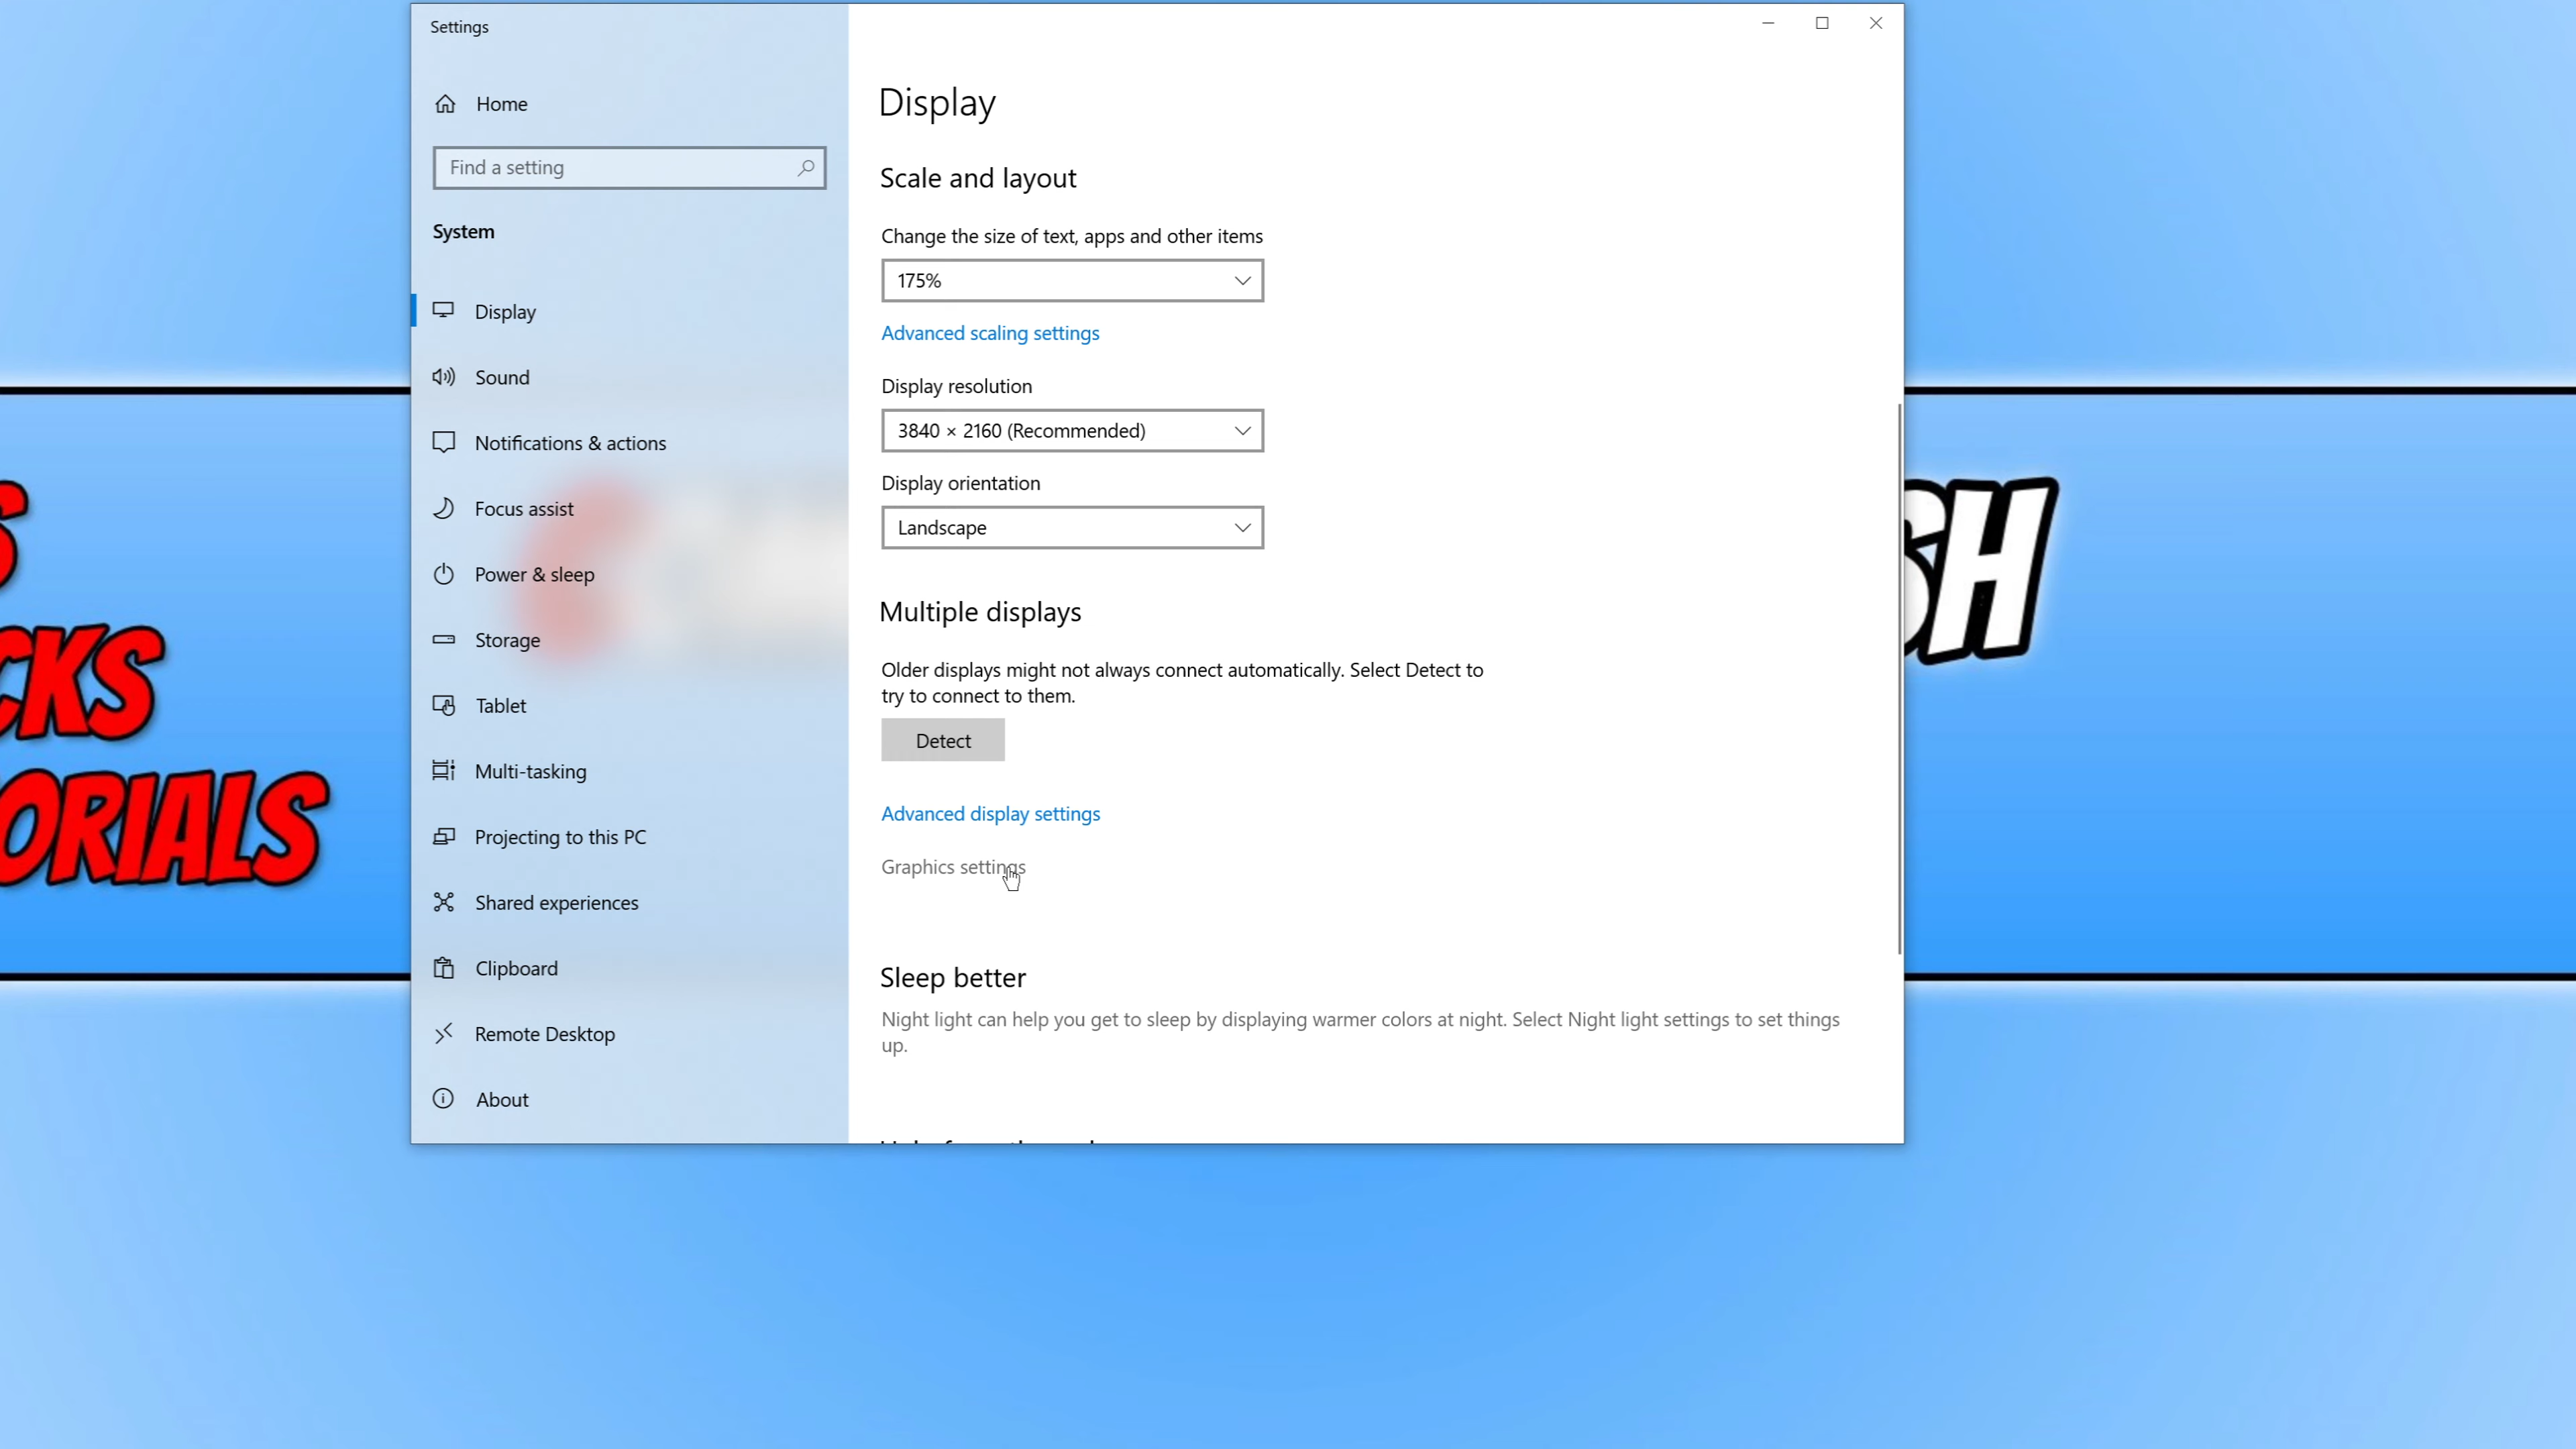 Settings
Home
Find a setting
System
Display
Sound
Notifications & actions
Focus assist
Power & sleep
Storage
Tablet
Multi-tasking
Projecting to this PC
Shared experiences
Clipboard
Remote Desktop
About
Display
Scale and layout
Change the size of text, apps and other items
175%
Advanced scaling settings
Display resolution
3840 × 2160 (Recommended)
Display orientation
Landscape
Multiple displays
Older displays might not always connect automatically. Select Detect to
try to connect to them.
Detect
Advanced display settings
Graphics settings
Sleep better
Night light can help you get to sleep by displaying warmer colors at night. Select Night light settings to set things
up.
S
CKS
ORIALS
SH